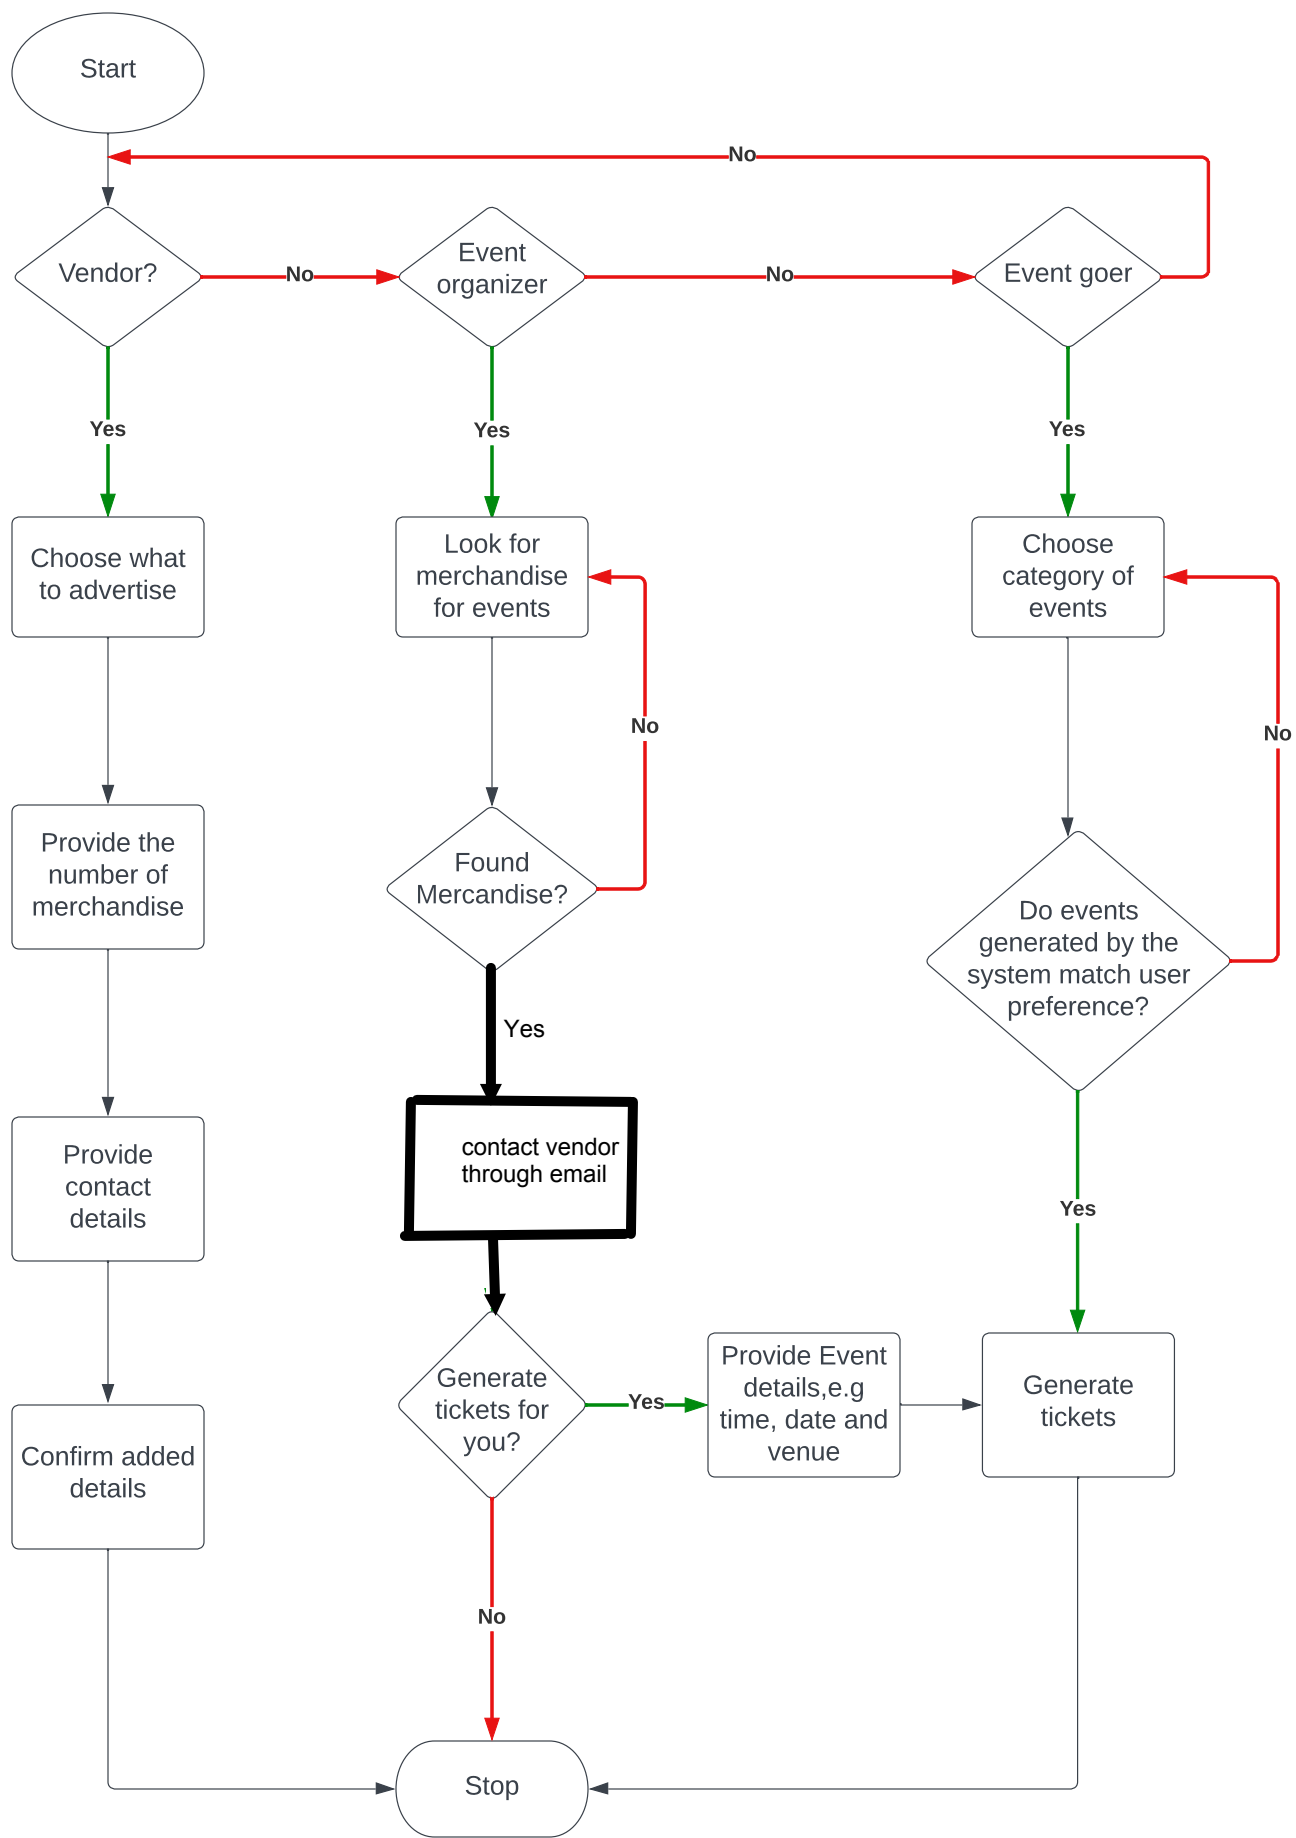 Start
No
Vendor?
No
Event
organizer
No
Event goer
Yes
Yes
Yes
Choose what
to advertise
Look for
merchandise
for events
Choose
category of
events
No
No
Provide the
number of
merchandise
Found
Mercandise?
Do events
generated by the
system match user
preference?
Yes
Provide
contact
details
contact vendor
through email
Yes
Confirm added
details
Generate
tickets for
you?
Yes
Provide Event
details,e.g
time, date and
venue
Generate
tickets
No
Stop